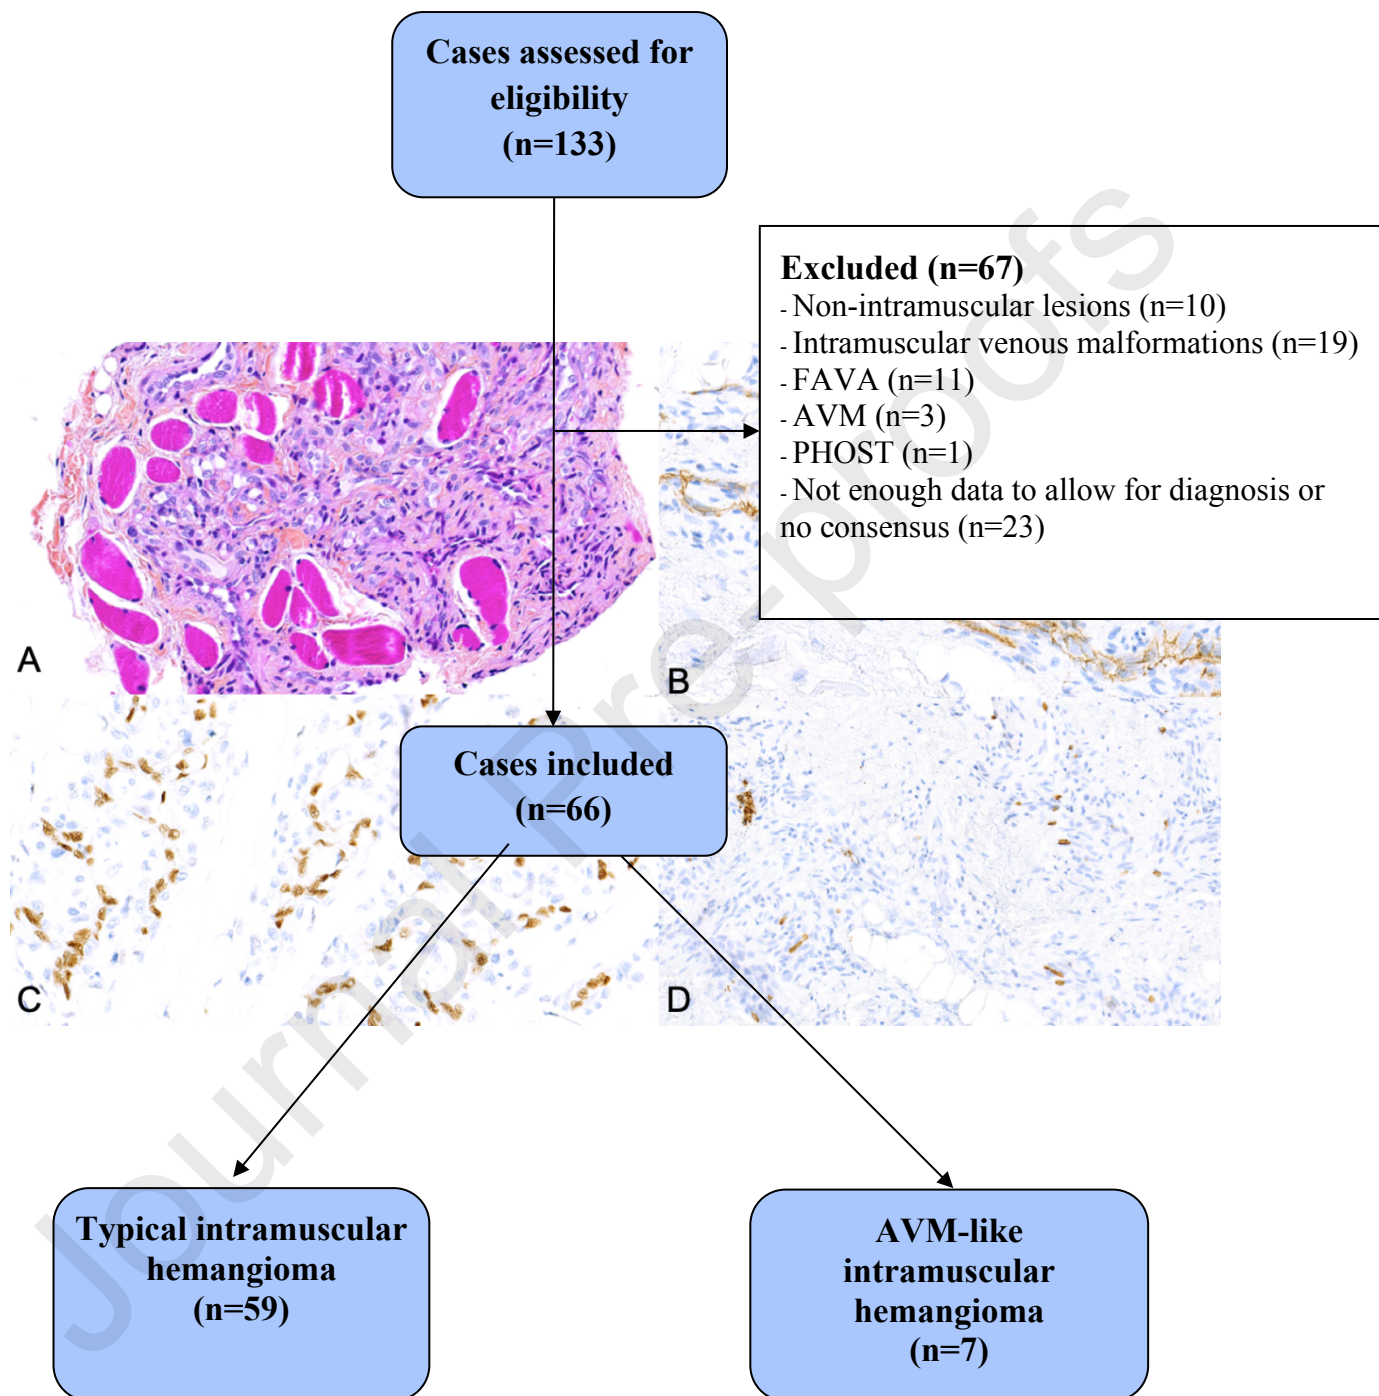 Cases assessed for
eligibility
(n=133)
Excluded (n=67)
- Non-intramuscular lesions (n=10)
- Intramuscular venous malformations (n=19)
- FAVA (n=11)
- AVM (n=3)
- PHOST (n=1)
- Not enough data to allow for diagnosis or
no consensus (n=23)
A
B
Cases included
(n=66)
C
D
Typical intramuscular
hemangioma
(n=59)
AVM-like
intramuscular
hemangioma
(n=7)
Journal Pre-proofs